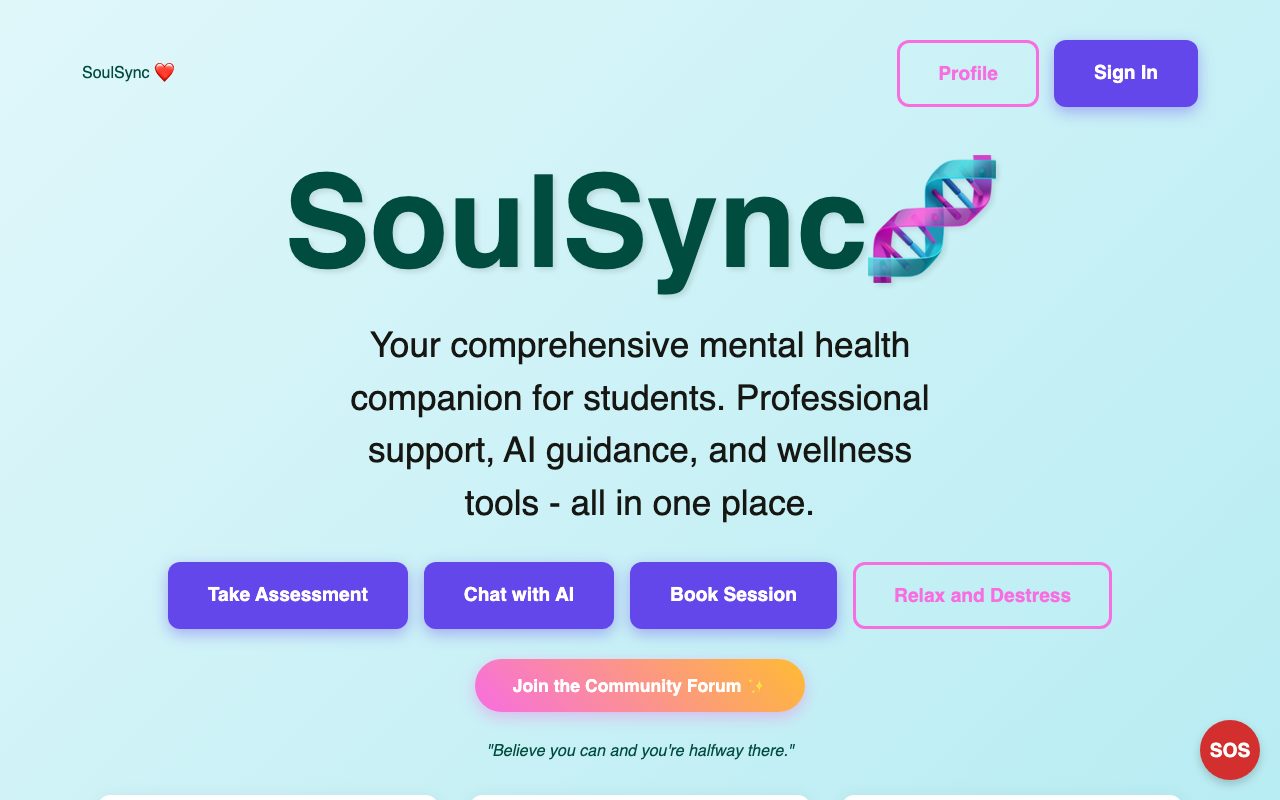 SoulSync ❤️
Profile
Sign In
SoulSync🧬
Your comprehensive mental health
companion for students. Professional
support, AI guidance, and wellness
tools - all in one place.
Take Assessment
Chat with AI
Book Session
Relax and Destress
Join the Community Forum ✨
"Believe you can and you're halfway there."
SOS